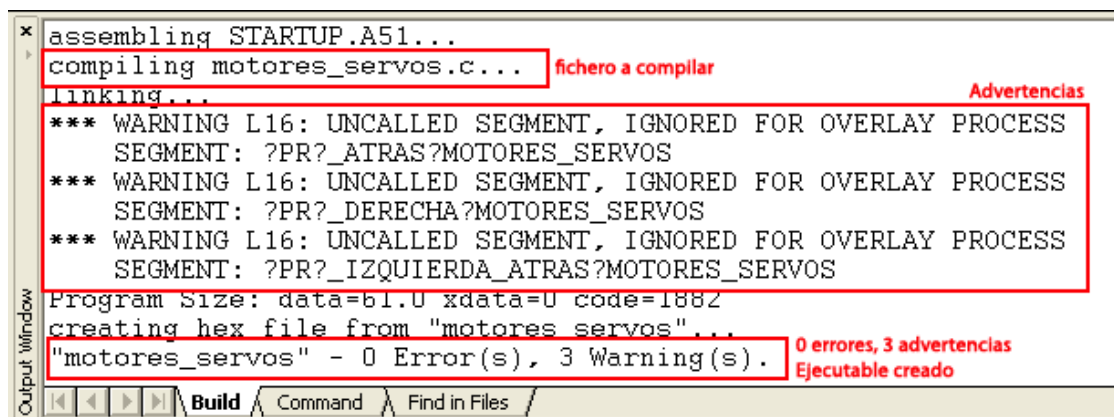 assembling STARTUP.A51...
compiling motores_servos.c...
fichero a compilar
linking...
Advertencias
*** WARNING L16: UNCALLED SEGMENT, IGNORED FOR OVERLAY PROCESS
SEGMENT: ?PR?_ATRAS?MOTORES_SERVOS
*** WARNING L16: UNCALLED SEGMENT, IGNORED FOR OVERLAY PROCESS
SEGMENT: ?PR?_DERECHA?MOTORES_SERVOS
*** WARNING L16: UNCALLED SEGMENT, IGNORED FOR OVERLAY PROCESS
SEGMENT: ?PR?_IZQUIERDA_ATRAS?MOTORES_SERVOS
Program Size: data=61.0 xdata=0 code=1882
creating hex file from "motores_servos"...
"motores_servos" - 0 Error(s), 3 Warning(s).
0 errores, 3 advertencias
Ejecutable creado
Output Window
Build
Command
Find in Files